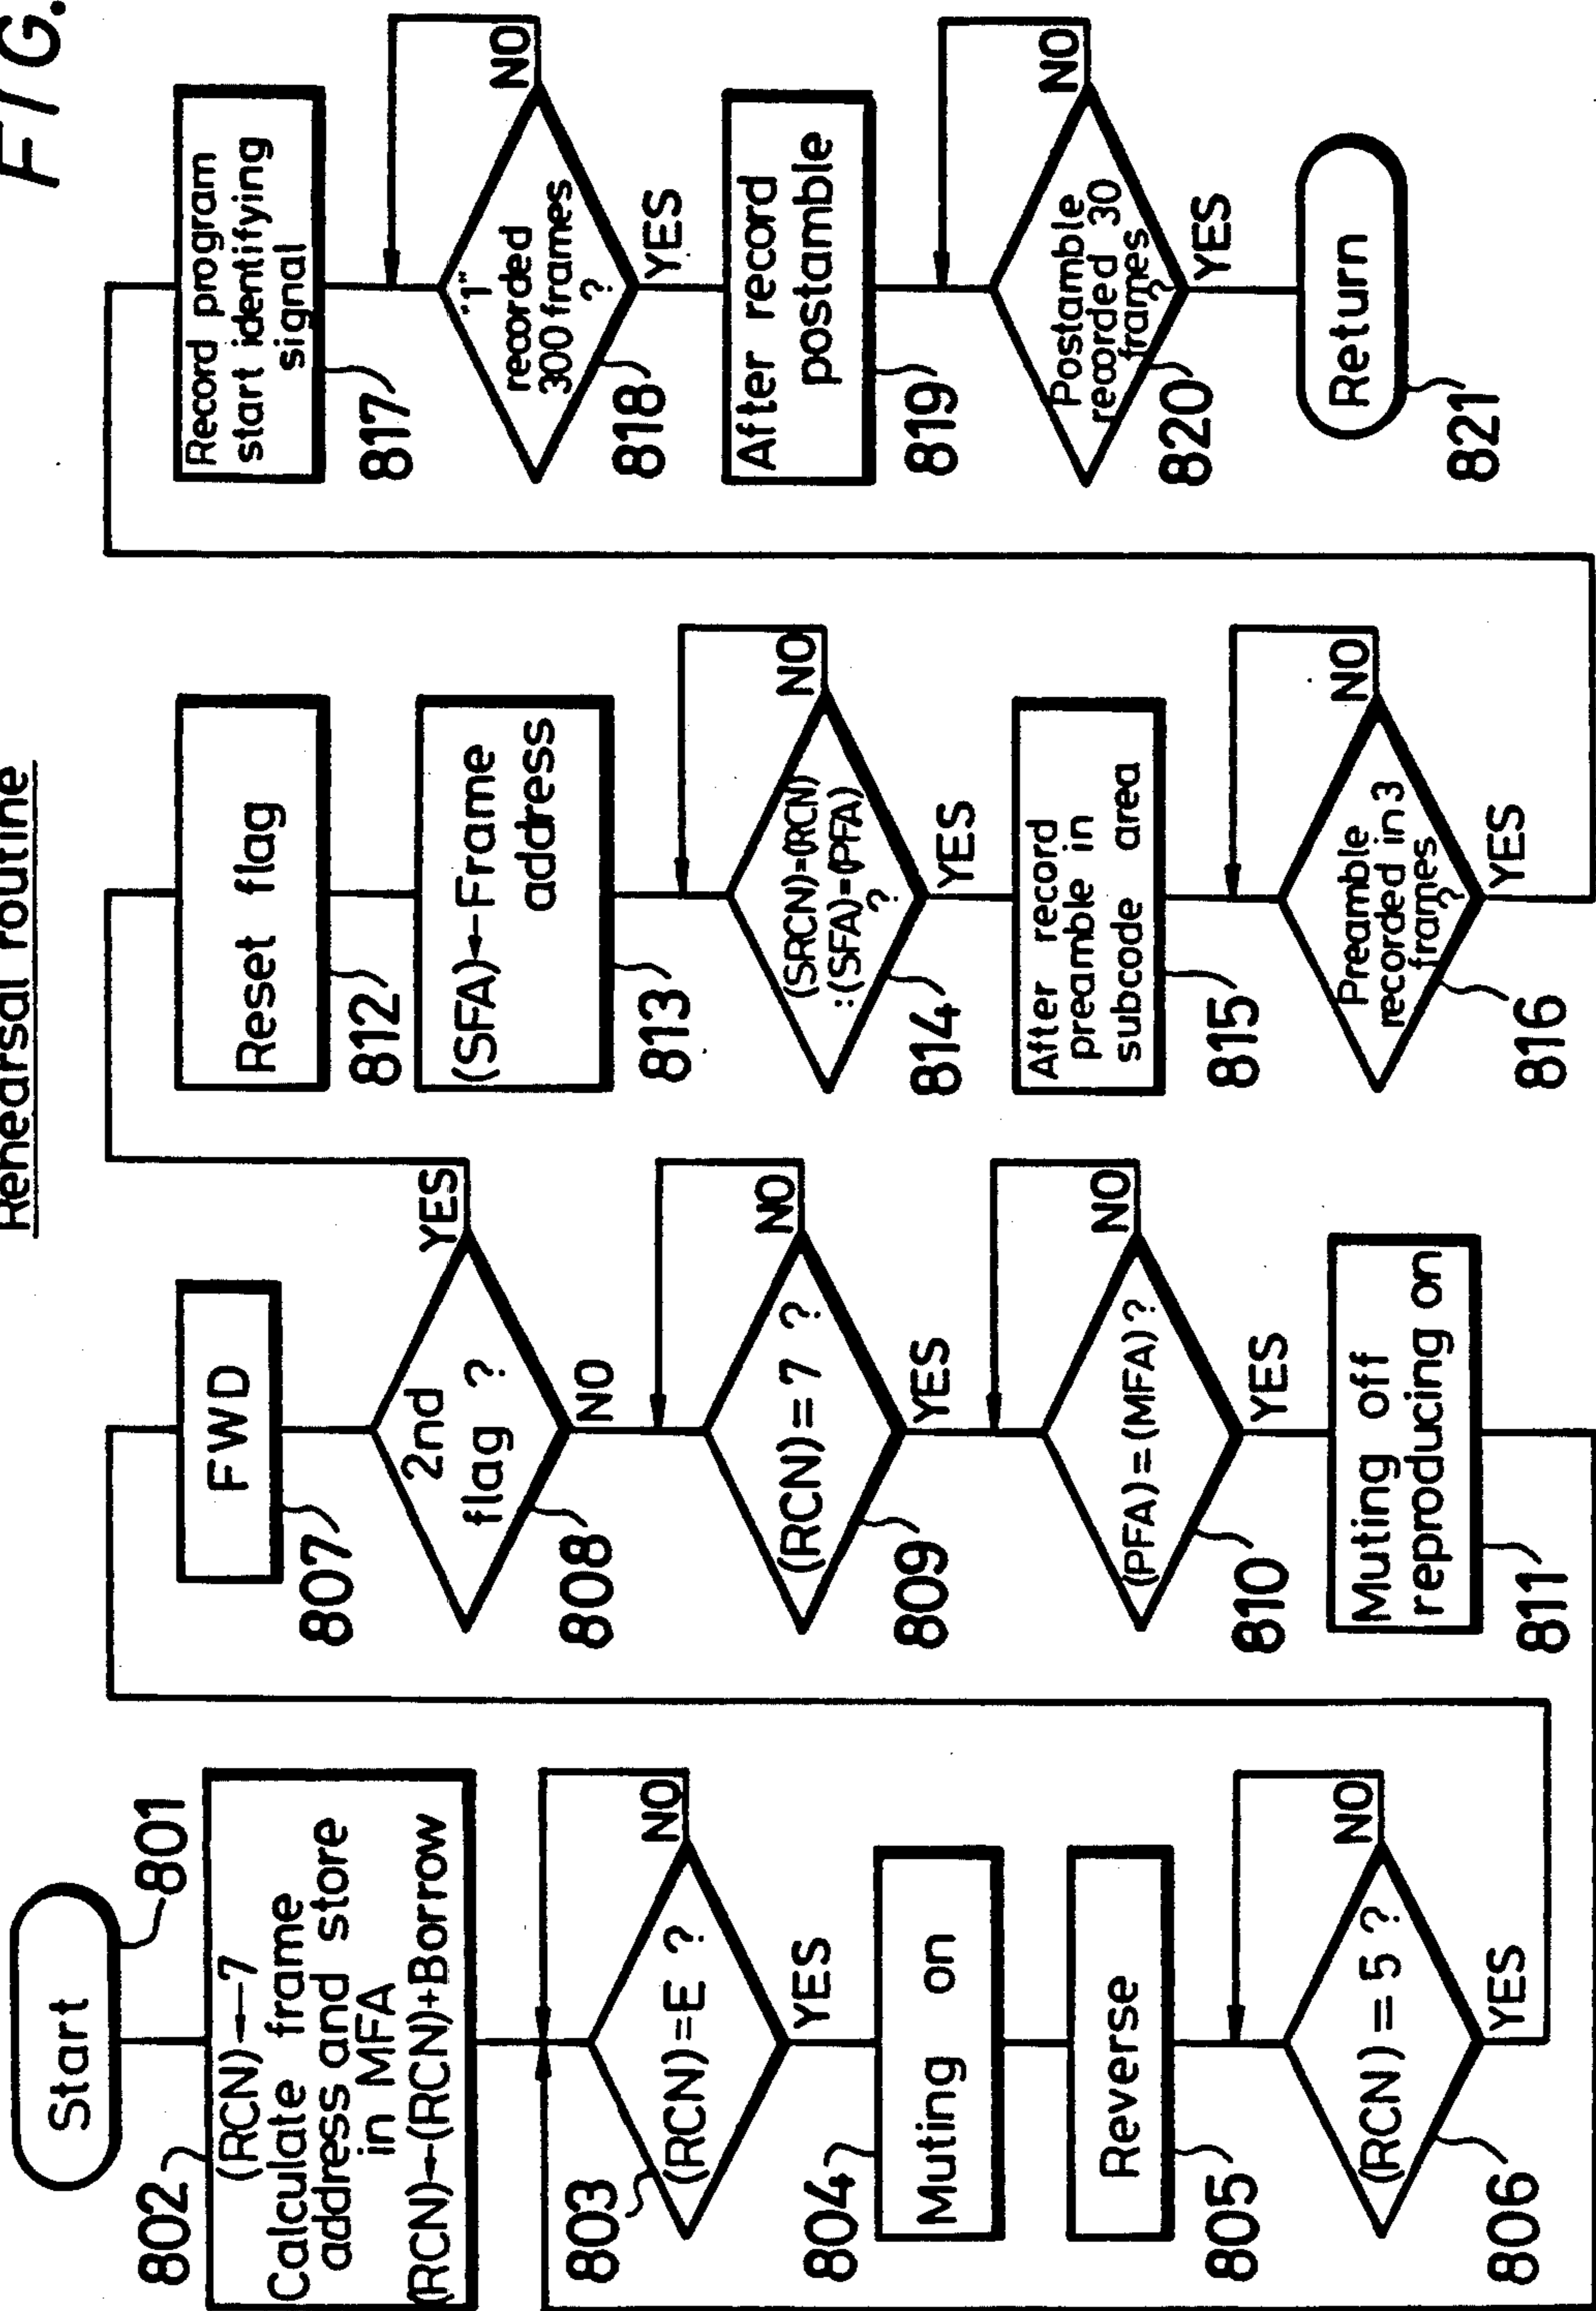 FIG.
Rehearsal routine
Start
801
802
(RCN)←7
Calculate frame
address and store
in MFA
(RCN)←(RCN)+Borrow
803
(RCN)=E ?
NO
YES
804
Muting on
805
Reverse
806
(RCN)=5 ?
NO
YES
807
FWD
808
2nd
flag ?
YES
NO
809
(RCN)=7 ?
NO
YES
810
(PFA)=(MFA)?
NO
YES
811
Muting off
reproducing on
812
Reset flag
813
(SFA)←Frame
address
814
(SRCN)=(RCN)
:(SFA)=(PFA)
?
NO
YES
815
After record
preamble in
subcode area
816
Preamble
recorded in 3
frames
?
NO
YES
817
Record program
start identifying
signal
818
"1"
recorded
300 frames
?
NO
YES
819
After record
postamble
820
Postamble
recorded 30
frames
?
NO
YES
821
Return